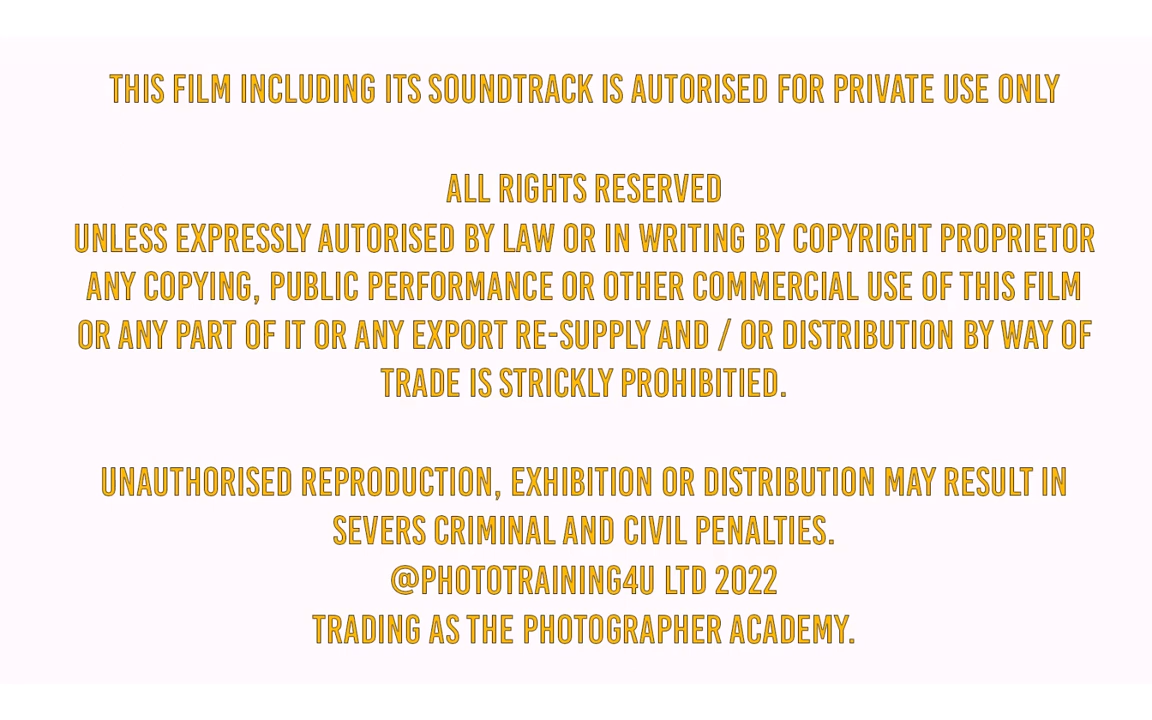 THIS FILM INCLUDING ITS SOUNDTRACK IS AUTORISED FOR PRIVATE USE ONLY
ALL RIGHTS RESERVED
UNLESS EXPRESSLY AUTORISED BY LAW OR IN WRITING BY COPYRIGHT PROPRIETOR
ANY COPYING, PUBLIC PERFORMANCE OR OTHER COMMERCIAL USE OF THIS FILM
OR ANY PART OF IT OR ANY EXPORT RE-SUPPLY AND / OR DISTRIBUTION BY WAY OF
TRADE IS STRICKLY PROHIBITIED.
UNAUTHORISED REPRODUCTION, EXHIBITION OR DISTRIBUTION MAY RESULT IN
SEVERS CRIMINAL AND CIVIL PENALTIES.
@PHOTOTRAINING4U LTD 2022
TRADING AS THE PHOTOGRAPHER ACADEMY.